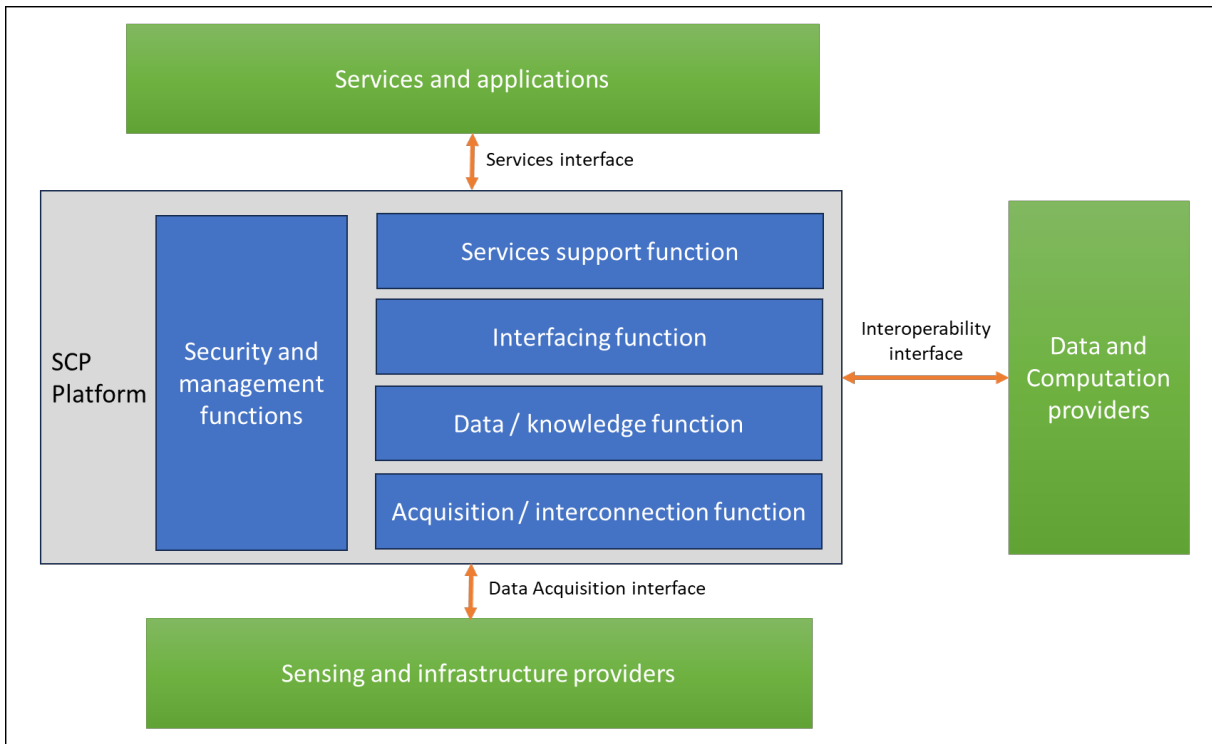 Services and applications
Services interface
SCP
Platform
Security and
management
functions
Services support function
Interfacing function
Data / knowledge function
Acquisition / interconnection function
Interoperability
interface
Data and
Computation
providers
Data Acquisition interface
Sensing and infrastructure providers